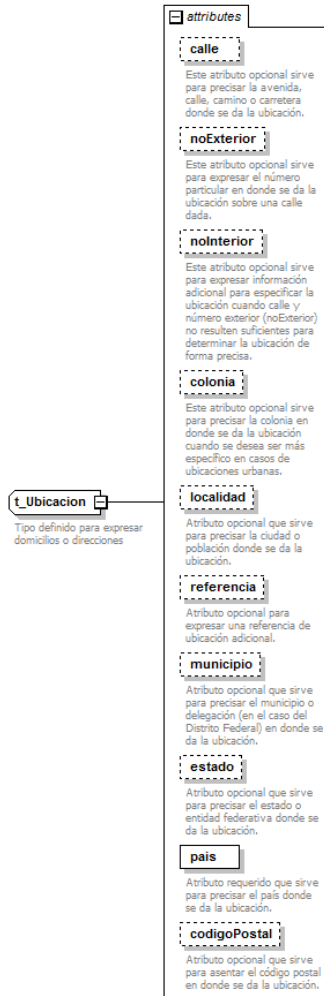 attributes
calle
Este atributo opcional sirve
para precisar la avenida,
calle, camino o carretera
donde se da la ubicación.
noExterior
Este atributo opcional sirve
para expresar el número
particular en donde se da la
ubicación sobre una calle
dada.
noInterior
Este atributo opcional sirve
para expresar información
adicional para especificar la
ubicación cuando calle y
número exterior (noExterior)
no resulten suficientes para
determinar la ubicación de
forma precisa.
colonia
Este atributo opcional sirve
para precisar la colonia en
donde se da la ubicación
cuando se desea ser más
específico en casos de
ubicaciones urbanas.
t_Ubicacion
Tipo definido para expresar
domicilios o direcciones
localidad
Atributo opcional que sirve
para precisar la ciudad o
población donde se da la
ubicación.
referencia
Atributo opcional para
expresar una referencia de
ubicación adicional.
municipio
Atributo opcional que sirve
para precisar el municipio o
delegación (en el caso del
Distrito Federal) en donde se
da la ubicación.
estado
Atributo opcional que sirve
para precisar el estado o
entidad federativa donde se
da la ubicación.
pais
Atributo requerido que sirve
para precisar el país donde
se da la ubicación.
codigoPostal
Atributo opcional que sirve
para asentar el código postal
en donde se da la ubicación.